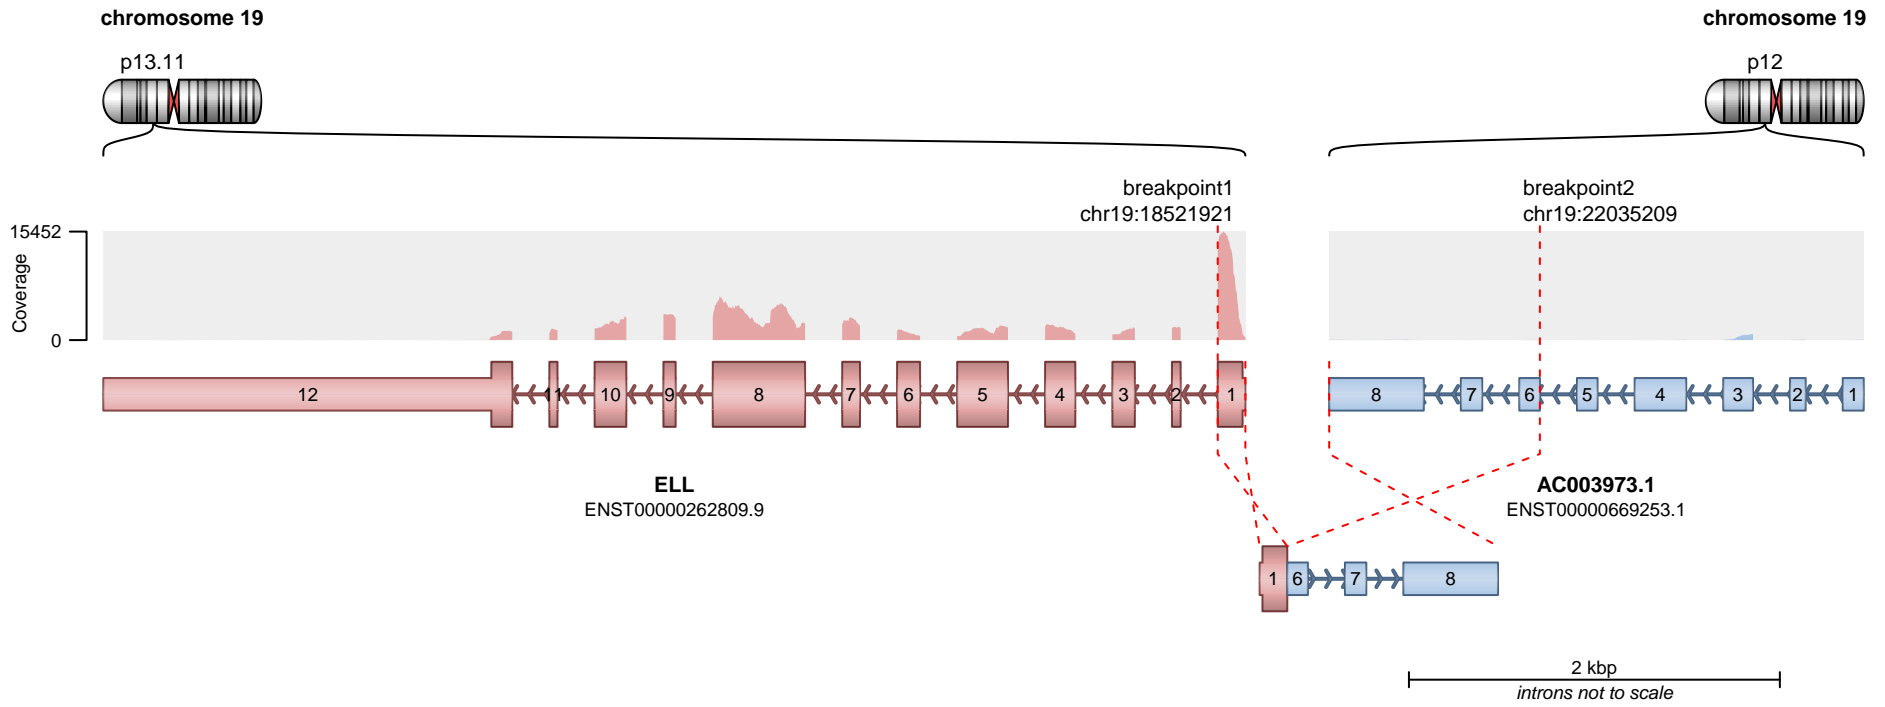 chromosome 19
chromosome 19
p13.11
p12
breakpoint1
chr19:18521921
breakpoint2
chr19:22035209
15452
Coverage
0
12
11
10
9
8
7
6
5
4
3
2
1
8
7
6
5
4
3
2
1
ELL
ENST00000262809.9
AC003973.1
ENST00000669253.1
1
6
7
8
2 kbp
introns not to scale